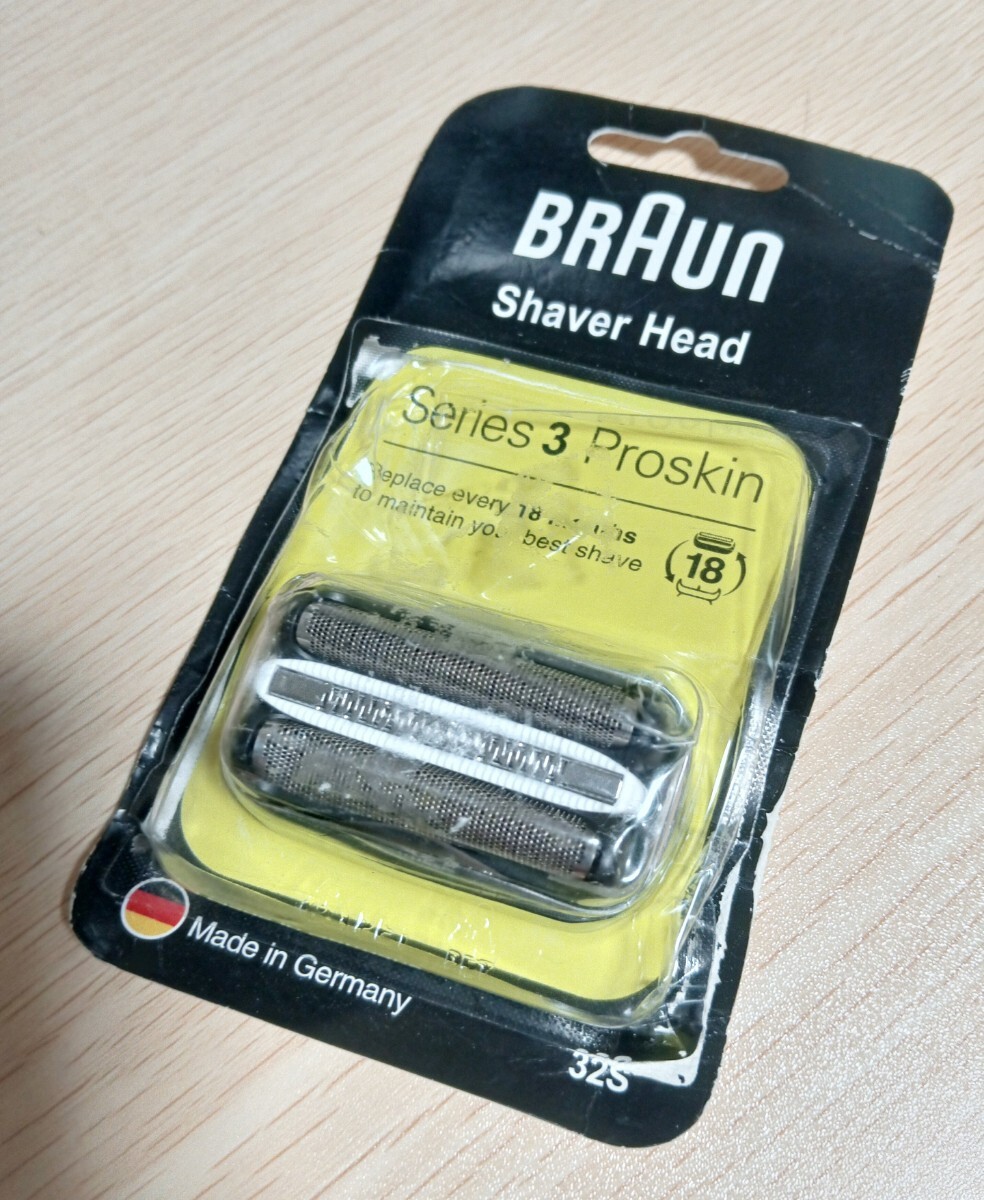 BRAUN
Shaver Head
Series 3 Proskin
Replace every 18 months
to maintain your best shave
18
Made in Germany
32S